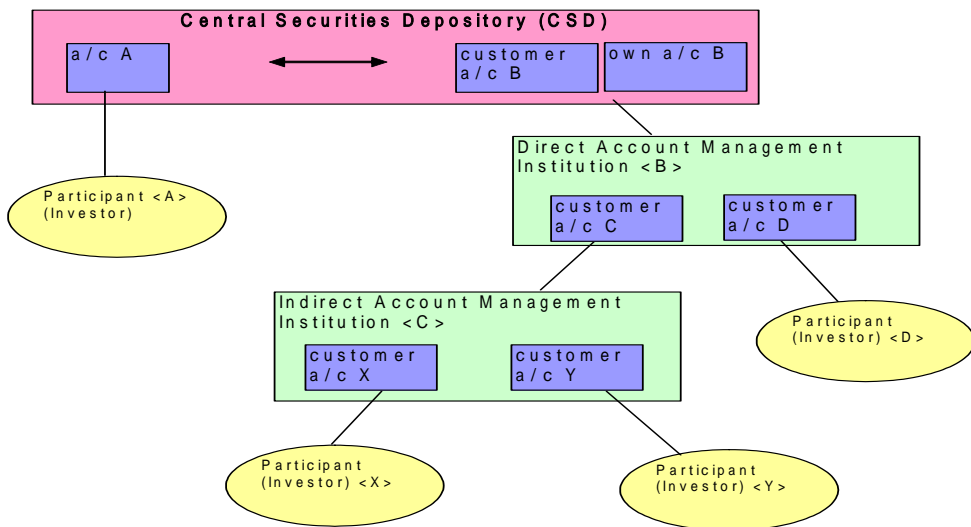 Central Securities Depository (CSD)
a/c A
customer
a/c B
own a/c B
Direct Account Management
Institution <B>
customer
a/c C
customer
a/c D
Participant <A>
(Investor)
Indirect Account Management
Institution <C>
customer
a/c X
customer
a/c Y
Participant
(Investor) <D>
Participant
(Investor) <X>
Participant
(Investor) <Y>